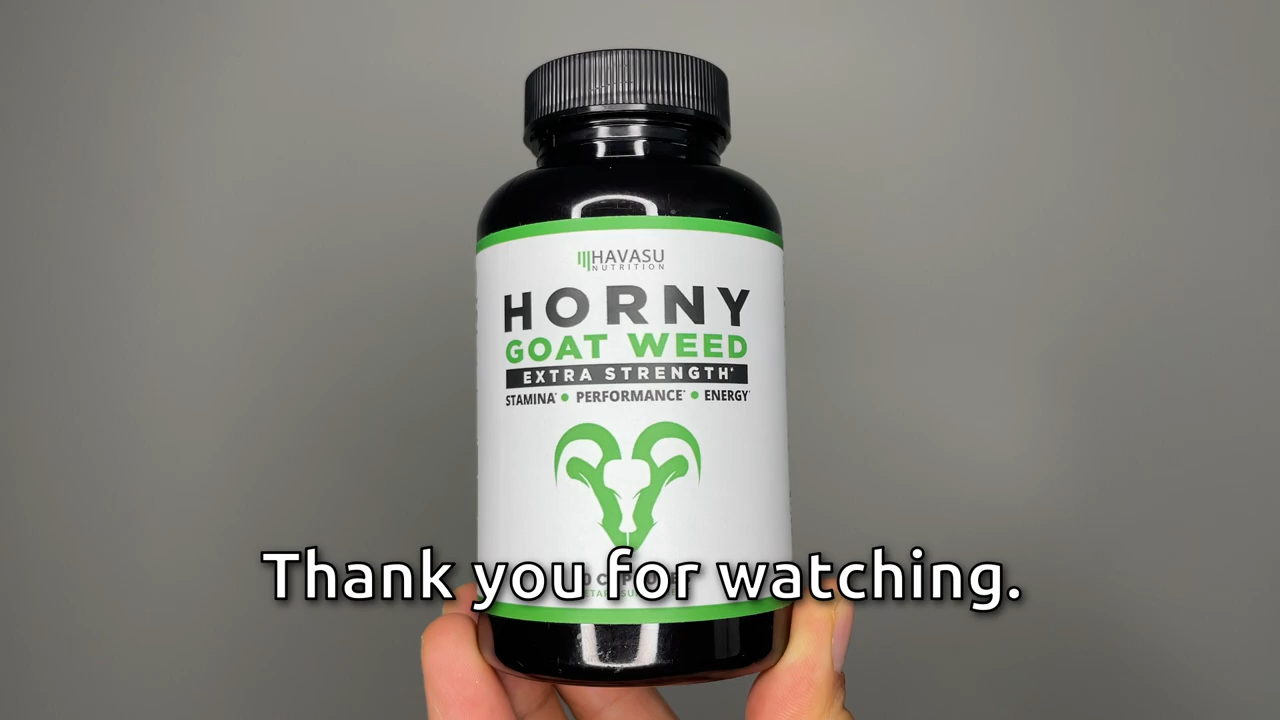 HAVASU
NUTRITION
HORNY
GOAT WEED
EXTRA STRENGTH*
STAMINA* • PERFORMANCE* • ENERGY*
Thank you for watching.